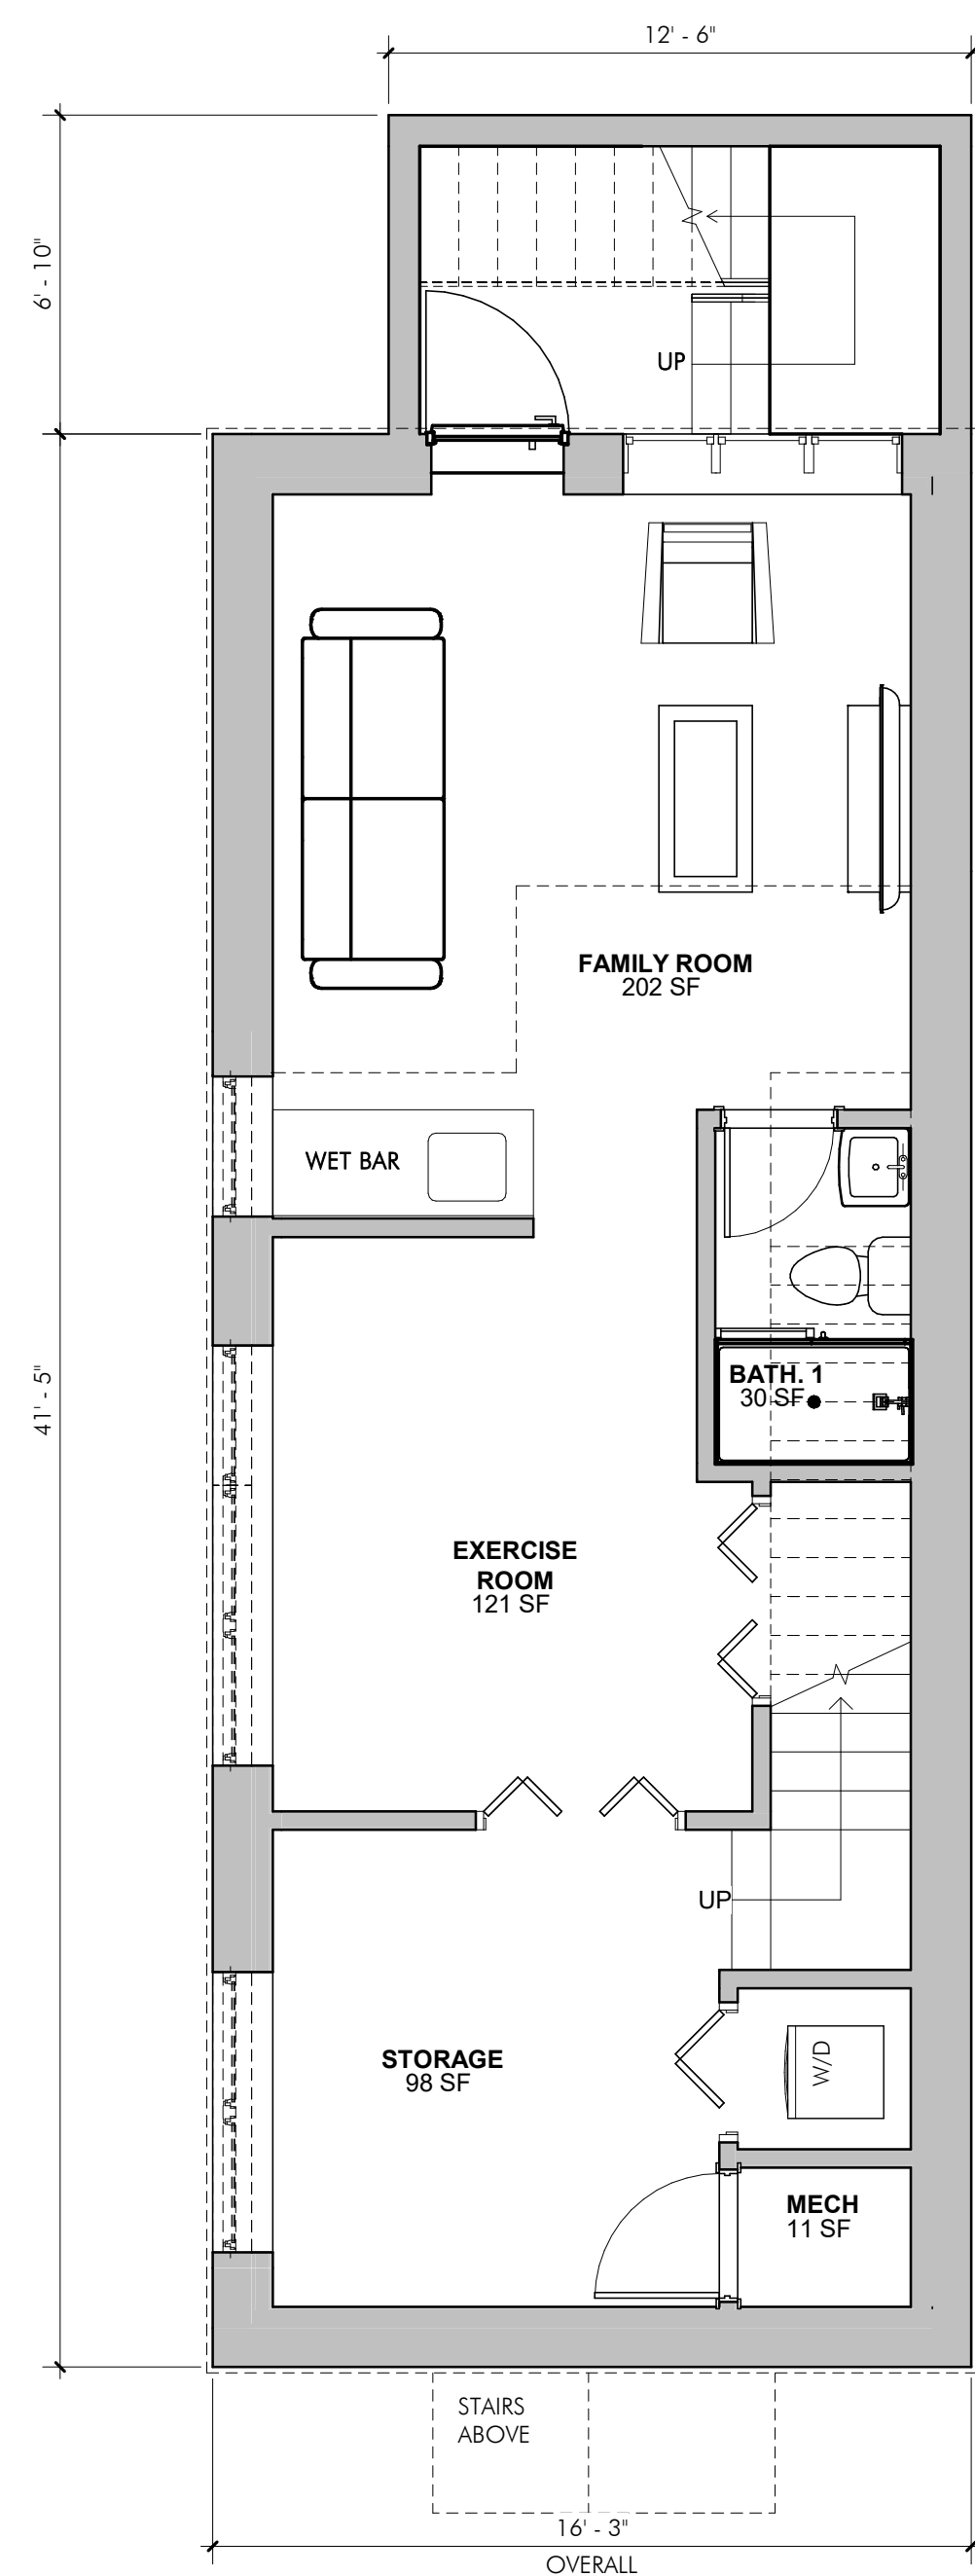 12' - 6"
6' - 10"
UP
FAMILY ROOM
202 SF
WET BAR
BATH. 1
30 SF
41' - 5"
EXERCISE
ROOM
121 SF
UP
STORAGE
98 SF
W/D
MECH
11 SF
STAIRS
ABOVE
16' - 3"
OVERALL